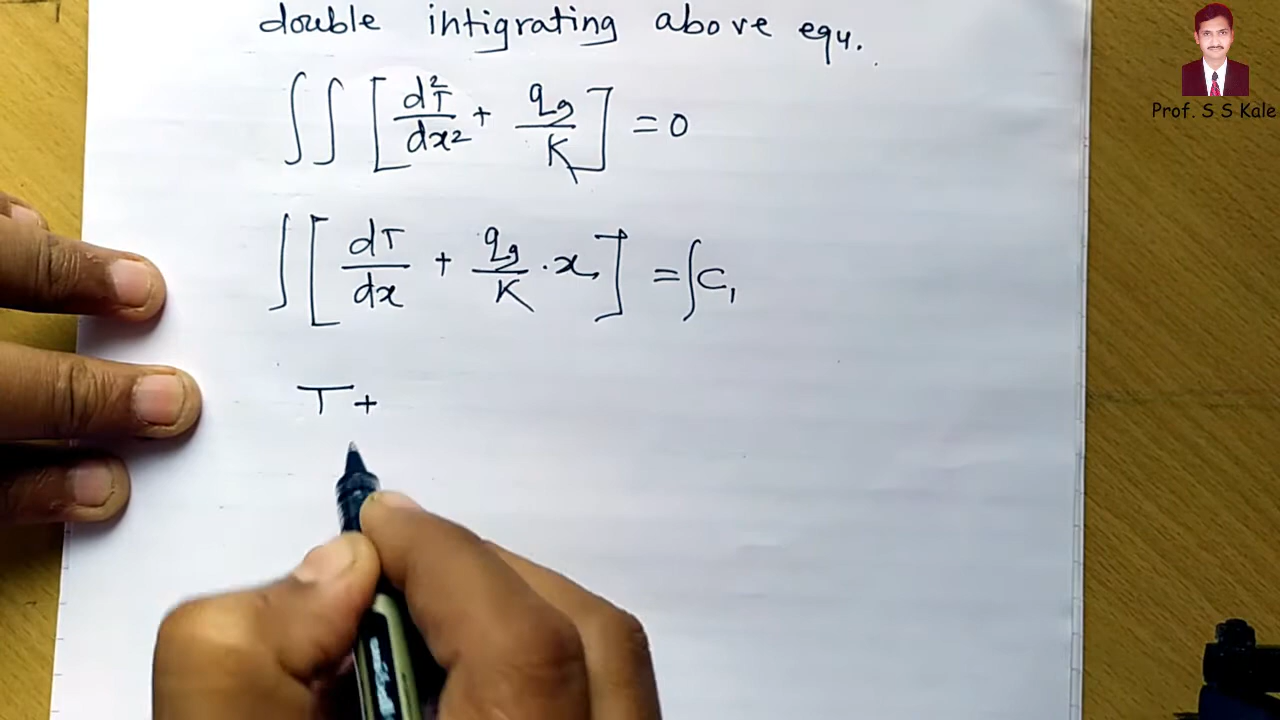 double intigrating above equ.
Prof. S S Kale
∫∫ [d²T/dx² + qg/K] = 0
∫ [dT/dx + qg/K · x] = ∫C₁
T +